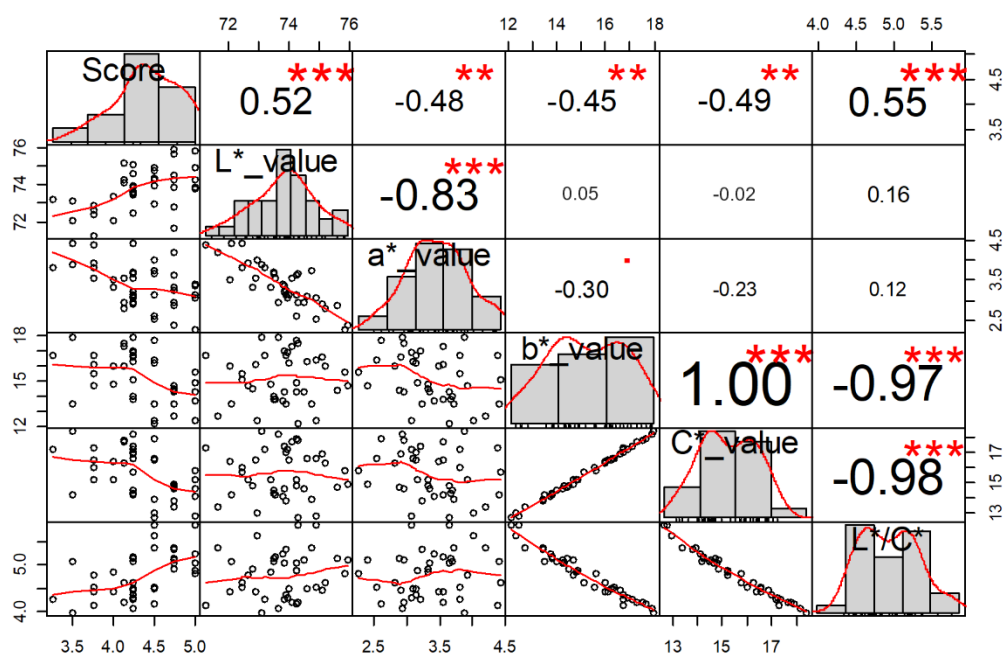 72 74 76 12 14 16 18 4.0 4.5 5.0 5.5
Score *** ** ** ** ***
0.52 -0.48 -0.45 -0.49 0.55
3.5 4.5
72 74 76
L*_value *** 0.05 -0.02 0.16
-0.83
a*_value
-0.30 -0.23 0.12
2.5 3.5 4.5
12 15 18
b*_value *** ***
1.00 -0.97
C*_value ***
-0.98
13 15 17
4.0 5.0
L*/C*
3.5 4.0 4.5 5.0 2.5 3.5 4.5 13 15 17